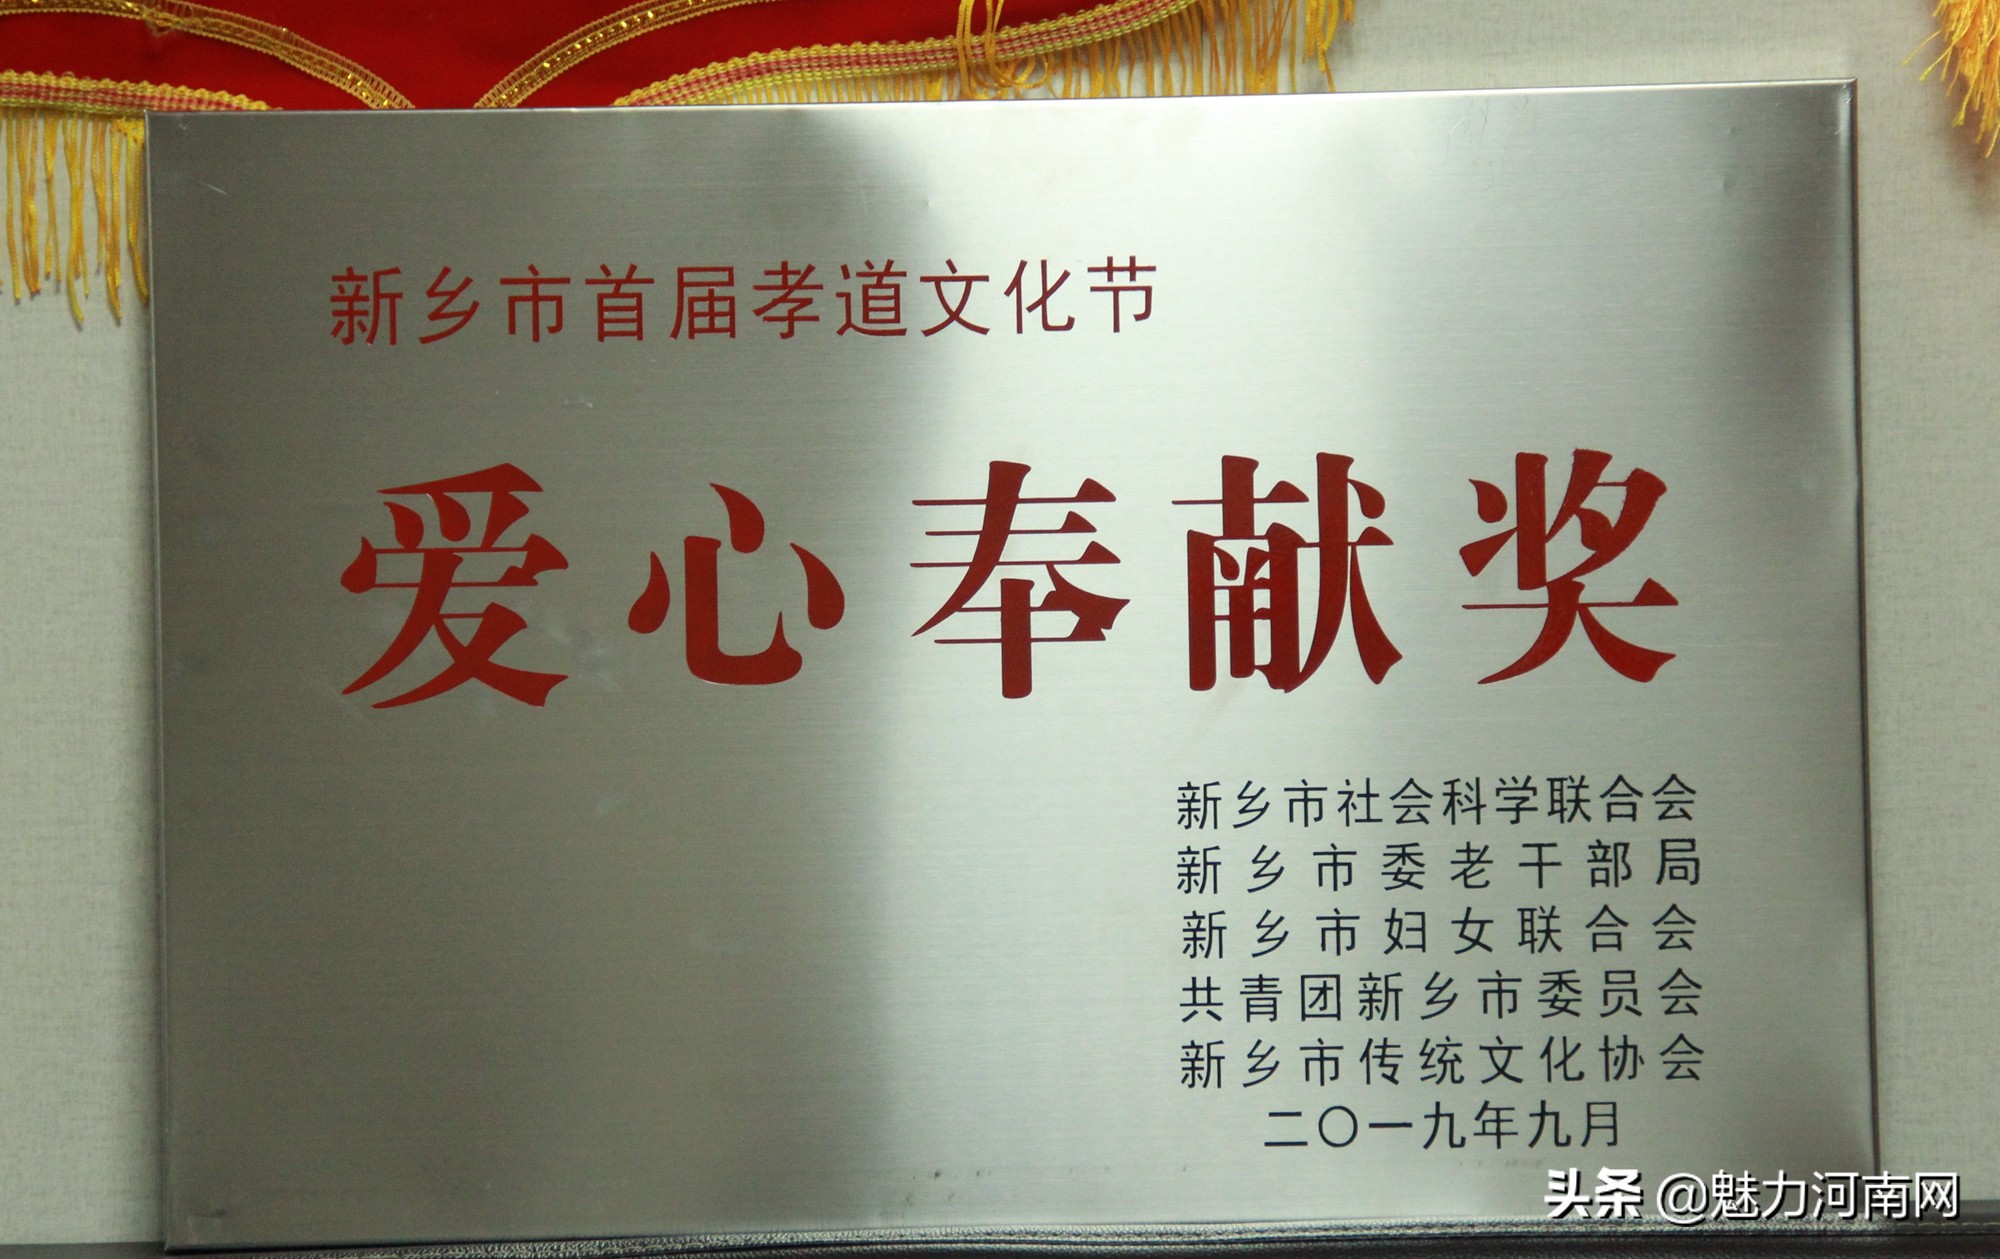 新乡市首届孝道文化节
爱心奉献奖
新乡市社会科学联合会
新乡市委老干部局
新乡市妇女联合会
共青团新乡市委员会
新乡市传统文化协会
二〇一九年九月
头条 @魅力河南网